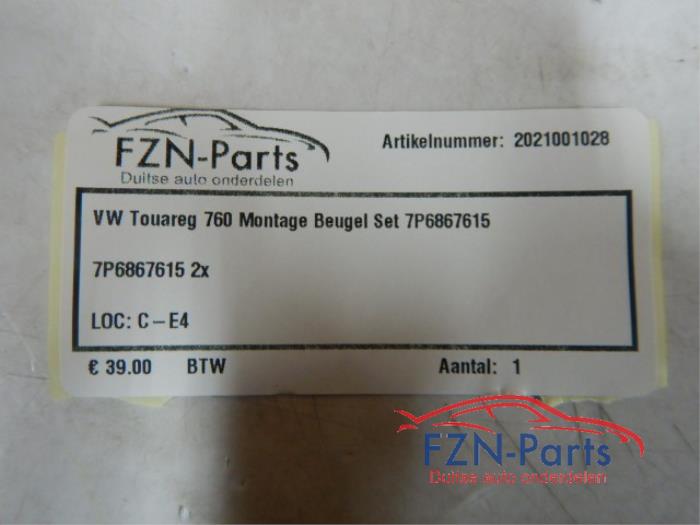 FZN-Parts
Duitse auto onderdelen
Artikelnummer: 2021001028
VW Touareg 760 Montage Beugel Set 7P6867615
7P6867615 2x
LOC: C-E4
€ 39.00 BTW Aantal: 1
FZN-Parts
Duitse auto onderdelen